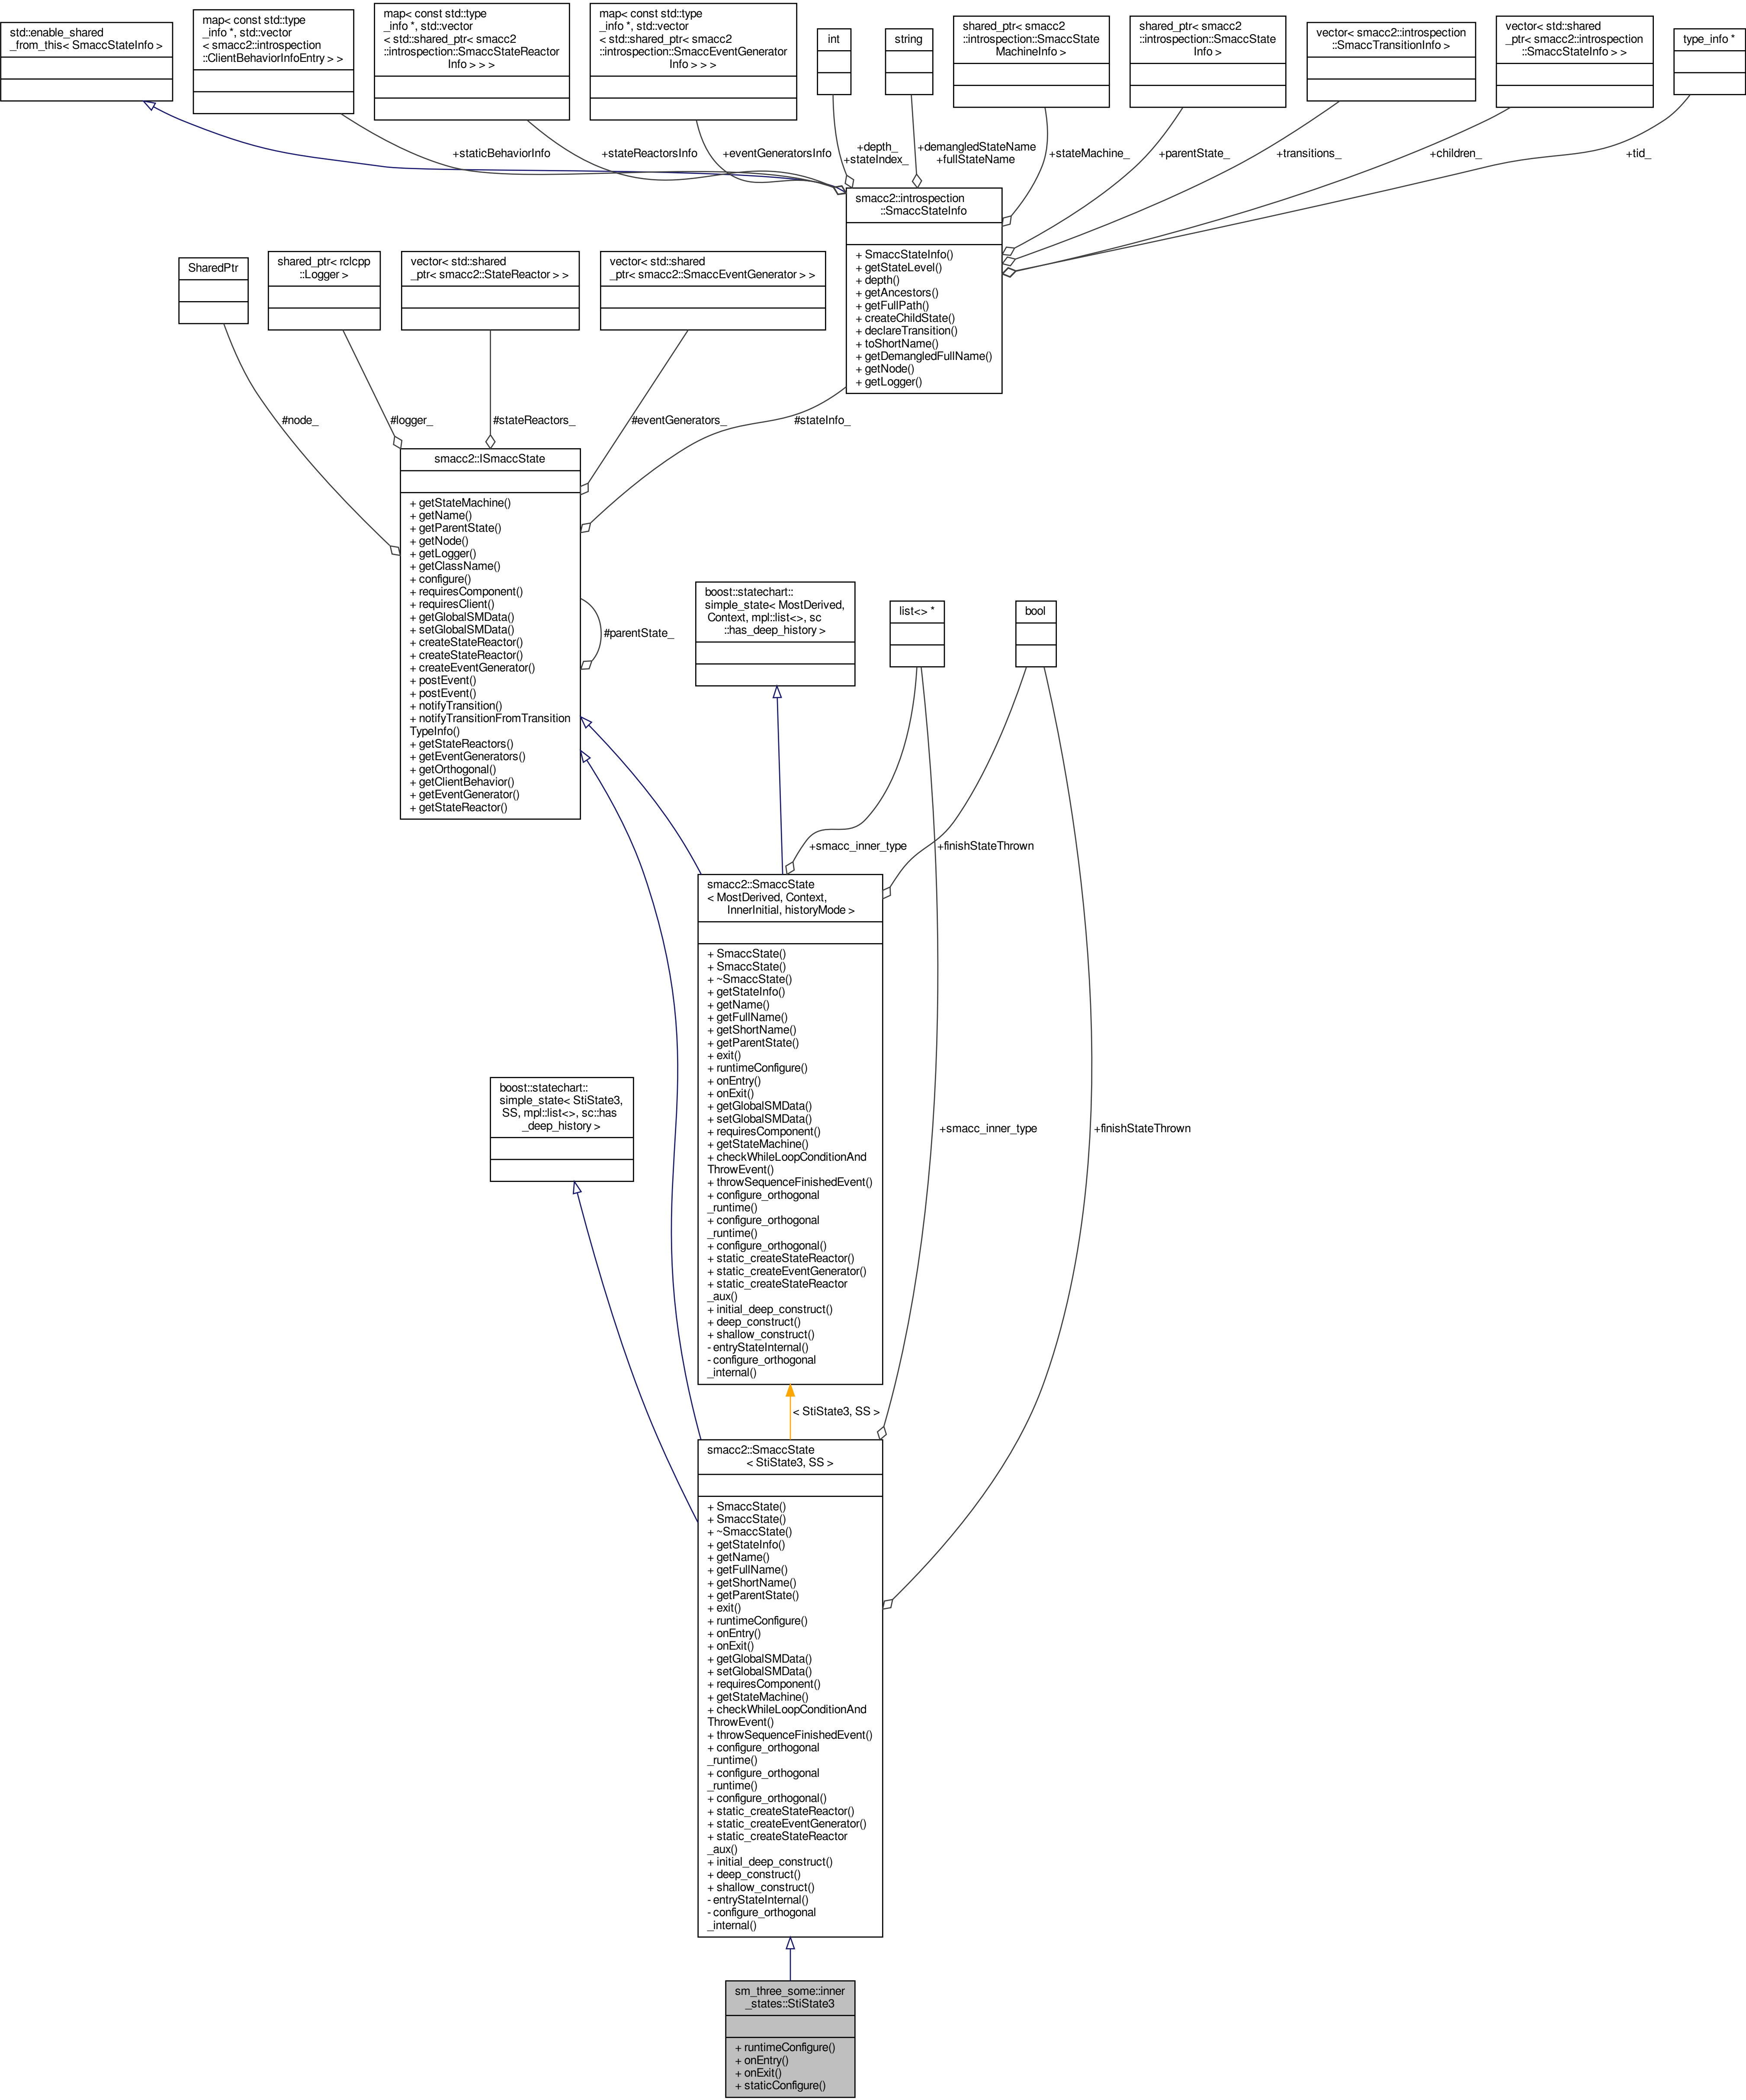 std::enable_shared
_from_this< SmaccStateInfo >
map< const std::type
_info *, std::vector
< smacc2::introspection
::ClientBehaviorInfoEntry > >
map< const std::type
_info *, std::vector
< std::shared_ptr< smacc2
::introspection::SmaccStateReactor
Info > > >
map< const std::type
_info *, std::vector
< std::shared_ptr< smacc2
::introspection::SmaccEventGenerator
Info > > >
int
string
shared_ptr< smacc2
::introspection::SmaccState
MachineInfo >
shared_ptr< smacc2
::introspection::SmaccState
Info >
vector< smacc2::introspection
::SmaccTransitionInfo >
vector< std::shared
_ptr< smacc2::introspection
::SmaccStateInfo > >
type_info *
+staticBehaviorInfo
+stateReactorsInfo
+eventGeneratorsInfo
+depth_
+stateIndex_
+demangledStateName
+fullStateName
+stateMachine_
+parentState_
+transitions_
+children_
+tid_
smacc2::introspection
::SmaccStateInfo
+ SmaccStateInfo()
+ getStateLevel()
+ depth()
+ getAncestors()
+ getFullPath()
+ createChildState()
+ declareTransition()
+ toShortName()
+ getDemangledFullName()
+ getNode()
+ getLogger()
SharedPtr
shared_ptr< rclcpp
::Logger >
vector< std::shared
_ptr< smacc2::StateReactor > >
vector< std::shared
_ptr< smacc2::SmaccEventGenerator > >
#node_
#logger_
#stateReactors_
#eventGenerators_
#stateInfo_
smacc2::ISmaccState
+ getStateMachine()
+ getName()
+ getParentState()
+ getNode()
+ getLogger()
+ getClassName()
+ configure()
+ requiresComponent()
+ requiresClient()
+ getGlobalSMData()
+ setGlobalSMData()
+ createStateReactor()
+ createStateReactor()
+ createEventGenerator()
+ postEvent()
+ postEvent()
+ notifyTransition()
+ notifyTransitionFromTransition
TypeInfo()
+ getStateReactors()
+ getEventGenerators()
+ getOrthogonal()
+ getClientBehavior()
+ getEventGenerator()
+ getStateReactor()
#parentState_
boost::statechart::
simple_state< MostDerived,
Context, mpl::list<>, sc
::has_deep_history >
list<> *
bool
+smacc_inner_type
+finishStateThrown
smacc2::SmaccState
< MostDerived, Context,
InnerInitial, historyMode >
+ SmaccState()
+ SmaccState()
+ ~SmaccState()
+ getStateInfo()
+ getName()
+ getFullName()
+ getShortName()
+ getParentState()
+ exit()
+ runtimeConfigure()
+ onEntry()
+ onExit()
+ getGlobalSMData()
+ setGlobalSMData()
+ requiresComponent()
+ getStateMachine()
+ checkWhileLoopConditionAnd
ThrowEvent()
+ throwSequenceFinishedEvent()
+ configure_orthogonal
_runtime()
+ configure_orthogonal
_runtime()
+ configure_orthogonal()
+ static_createStateReactor()
+ static_createEventGenerator()
+ static_createStateReactor
_aux()
+ initial_deep_construct()
+ deep_construct()
+ shallow_construct()
- entryStateInternal()
- configure_orthogonal
_internal()
boost::statechart::
simple_state< StiState3,
SS, mpl::list<>, sc::has
_deep_history >
+smacc_inner_type
+finishStateThrown
< StiState3, SS >
smacc2::SmaccState
< StiState3, SS >
+ SmaccState()
+ SmaccState()
+ ~SmaccState()
+ getStateInfo()
+ getName()
+ getFullName()
+ getShortName()
+ getParentState()
+ exit()
+ runtimeConfigure()
+ onEntry()
+ onExit()
+ getGlobalSMData()
+ setGlobalSMData()
+ requiresComponent()
+ getStateMachine()
+ checkWhileLoopConditionAnd
ThrowEvent()
+ throwSequenceFinishedEvent()
+ configure_orthogonal
_runtime()
+ configure_orthogonal
_runtime()
+ configure_orthogonal()
+ static_createStateReactor()
+ static_createEventGenerator()
+ static_createStateReactor
_aux()
+ initial_deep_construct()
+ deep_construct()
+ shallow_construct()
- entryStateInternal()
- configure_orthogonal
_internal()
sm_three_some::inner
_states::StiState3
+ runtimeConfigure()
+ onEntry()
+ onExit()
+ staticConfigure()